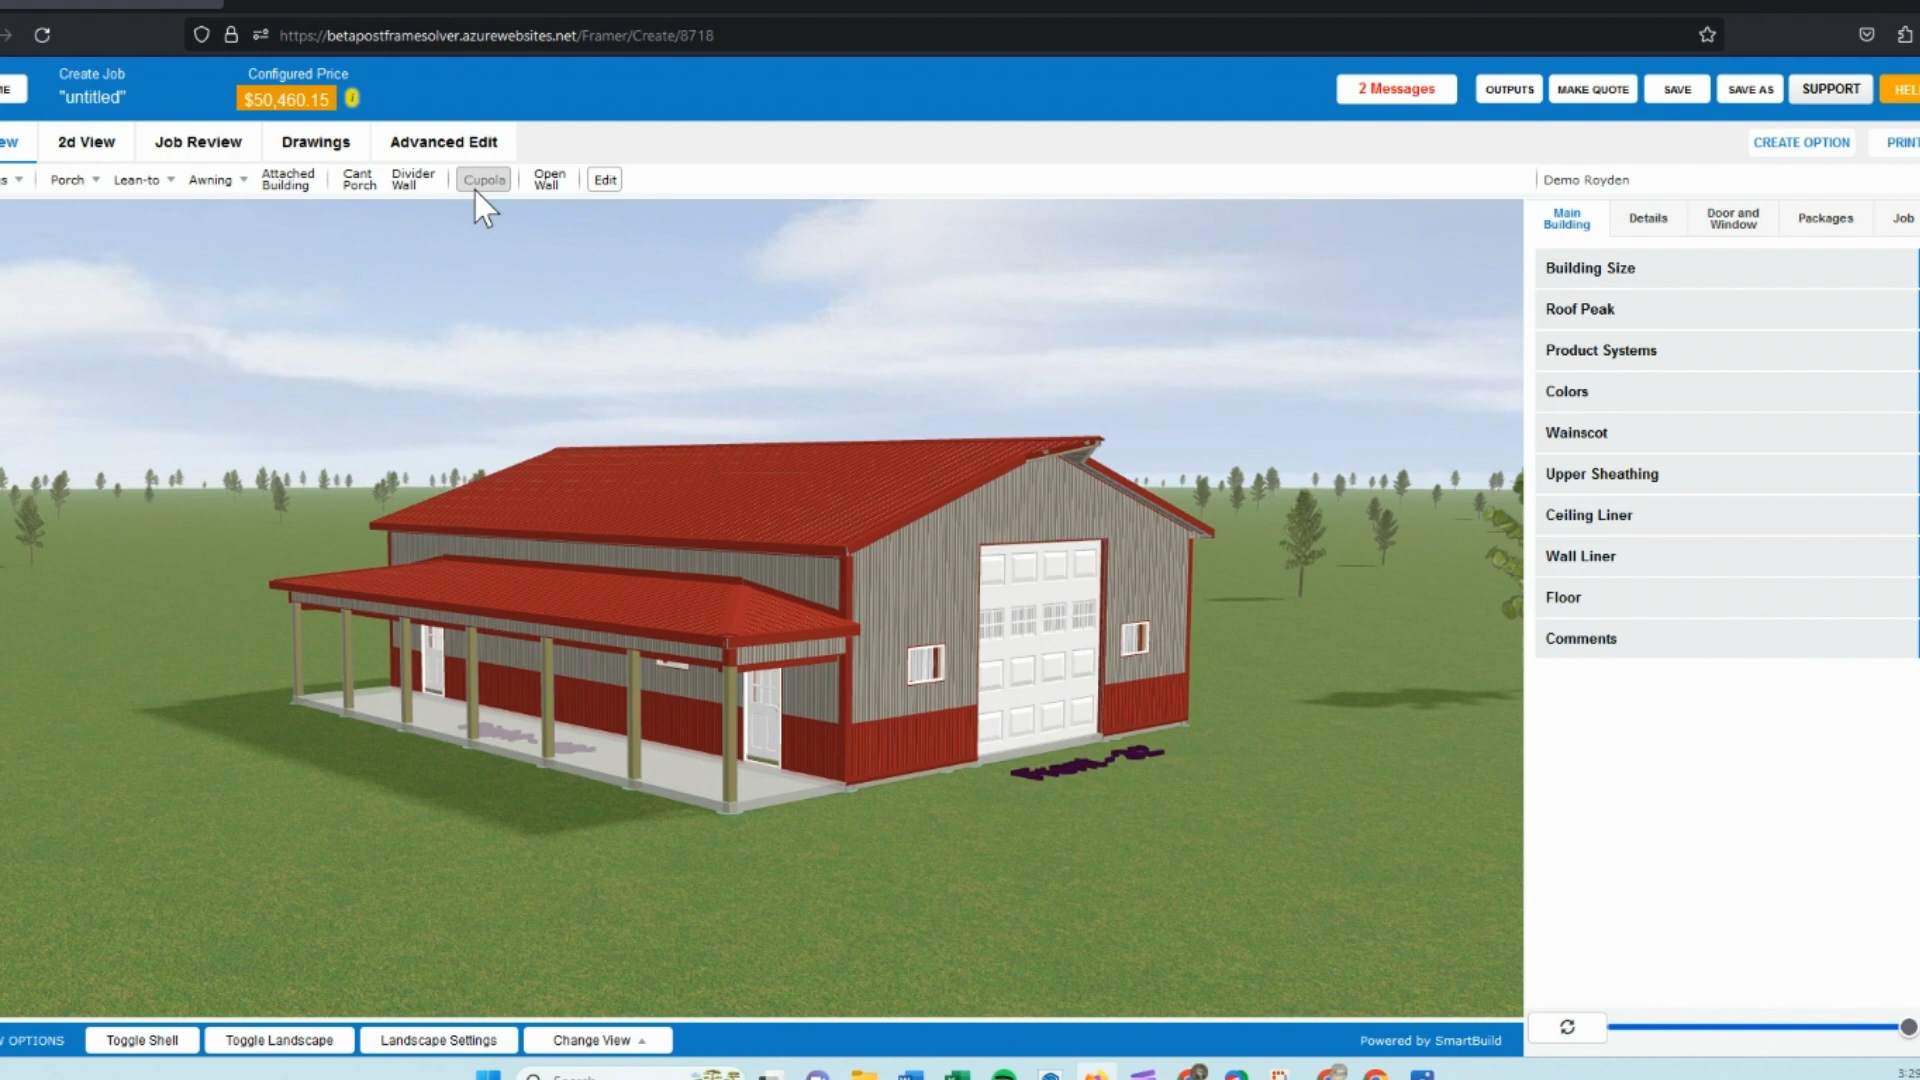 https://betapostframesolver.azurewebsites.net/Framer/Create/8718
Create Job
"untitled"
Configured Price
$50,460.15
i
2 Messages
OUTPUTS
MAKE QUOTE
SAVE
SAVE AS
SUPPORT
2d View
Job Review
Drawings
Advanced Edit
CREATE OPTION
PRINT
Porch
Lean-to
Awning
Attached
Building
Cant
Porch
Divider
Wall
Cupola
Open
Wall
Edit
Demo Royden
Main
Building
Details
Door and
Window
Packages
Job
Building Size
Roof Peak
Product Systems
Colors
Wainscot
Upper Sheathing
Ceiling Liner
Wall Liner
Floor
Comments
OPTIONS
Toggle Shell
Toggle Landscape
Landscape Settings
Change View
Powered by SmartBuild